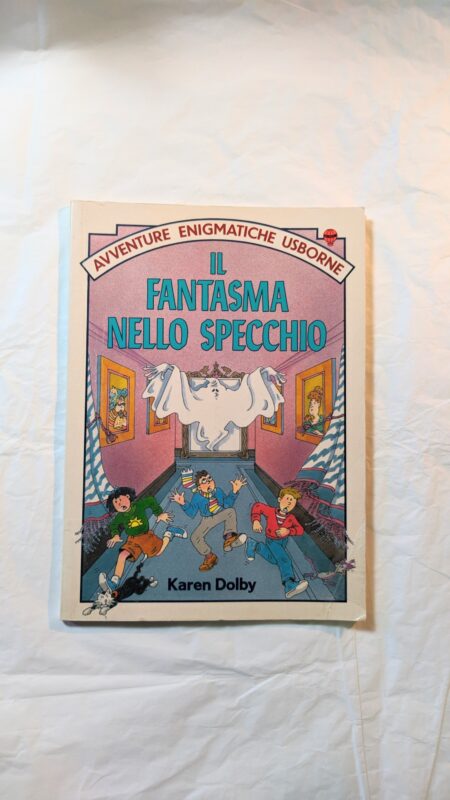 AVVENTURE ENIGMATICHE USBORNE
IL
FANTASMA
NELLO SPECCHIO
Karen Dolby